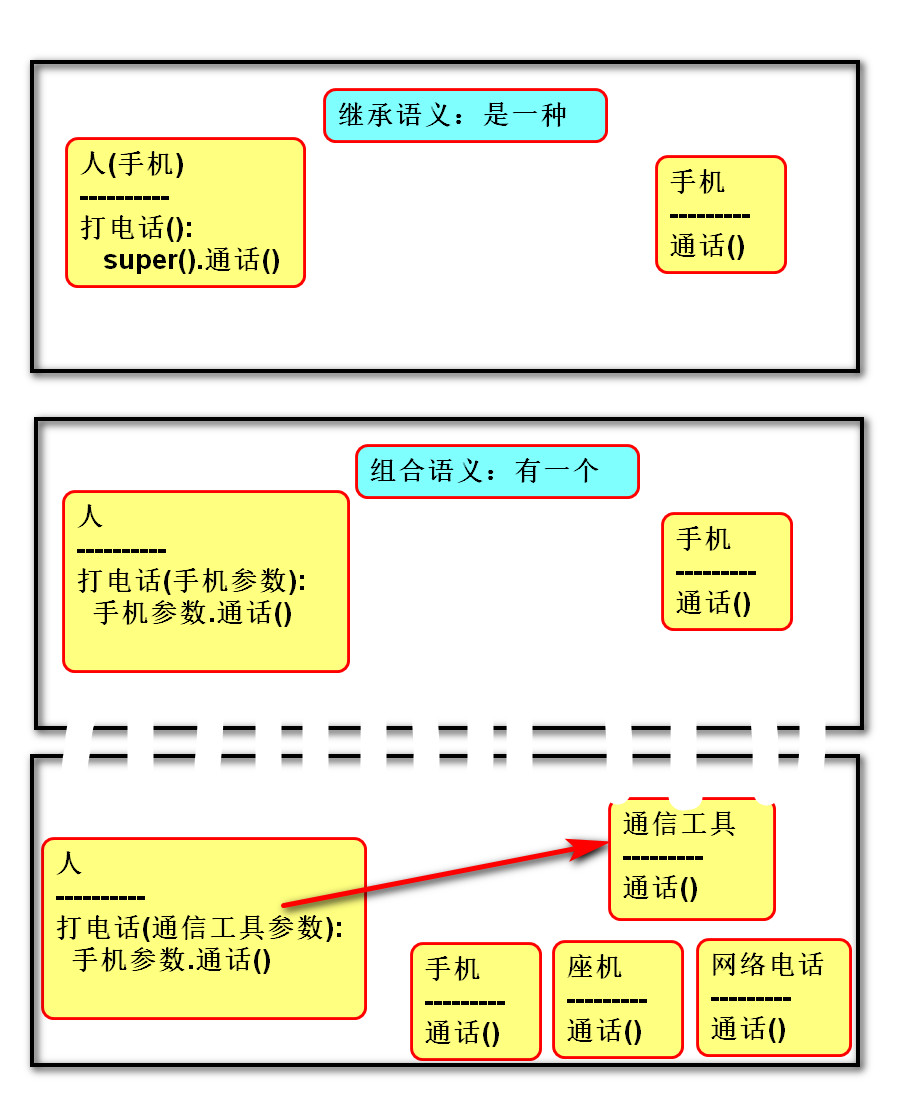 继承语义：是一种
人(手机)
----------
打电话():
super().通话()
手机
---------
通话()
组合语义：有一个
人
----------
打电话(手机参数):
手机参数.通话()
手机
---------
通话()
人
----------
打电话(通信工具参数):
手机参数.通话()
通信工具
---------
通话()
手机
---------
通话()
座机
---------
通话()
网络电话
---------
通话()